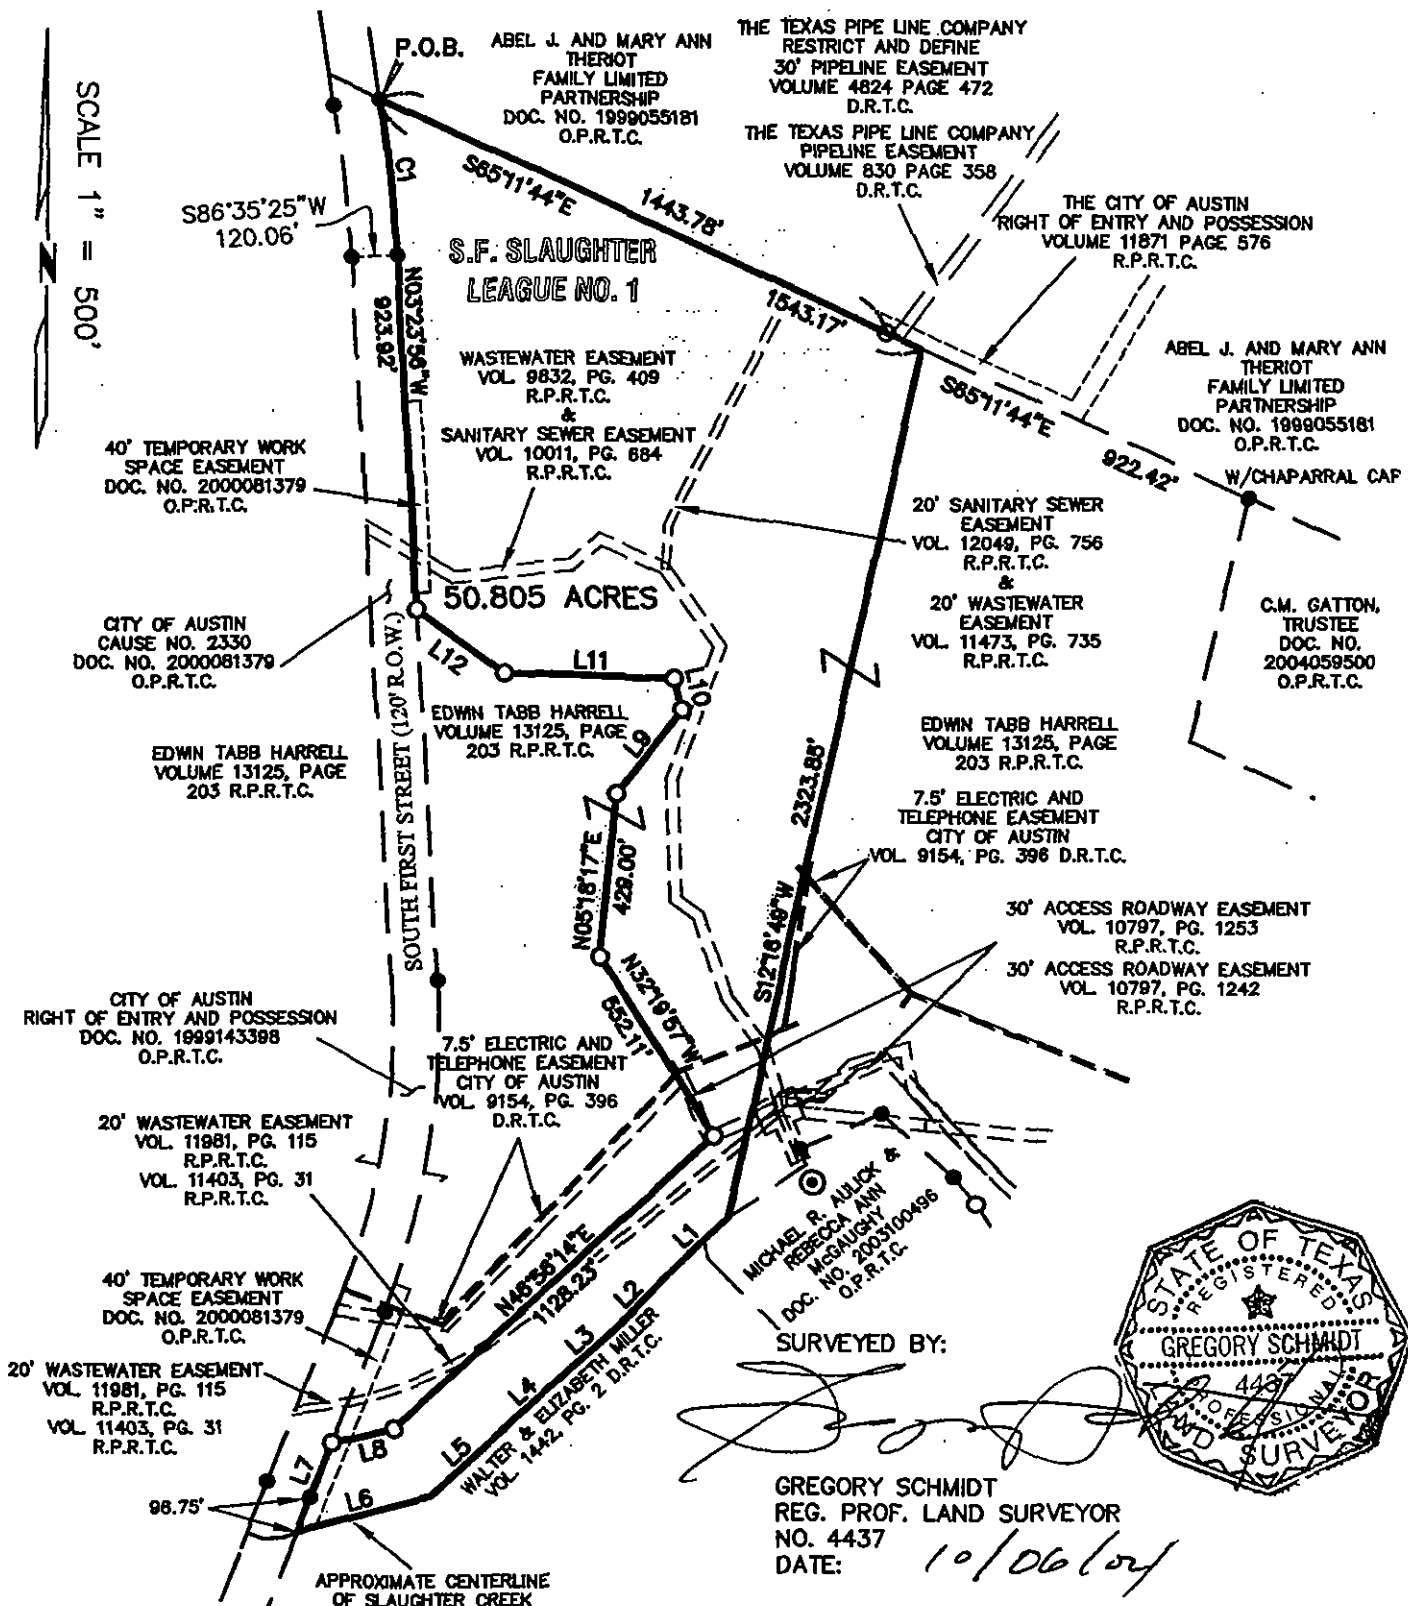 P.O.B.
ABEL J. AND MARY ANN
THERIOT
FAMILY LIMITED
PARTNERSHIP
DOC. NO. 1999055181
O.P.R.T.C.
THE TEXAS PIPE LINE COMPANY
RESTRICT AND DEFINE
30' PIPELINE EASEMENT
VOLUME 4824 PAGE 472
D.R.T.C.
THE TEXAS PIPE LINE COMPANY
PIPELINE EASEMENT
VOLUME 830 PAGE 358
D.R.T.C.
SCALE 1" = 500'
N
C1
S65°11'44"E
1443.78'
THE CITY OF AUSTIN
RIGHT OF ENTRY AND POSSESSION
VOLUME 11871 PAGE 576
R.P.R.T.C.
S86°35'25"W
120.06'
S.F. SLAUGHTER
LEAGUE NO. 1
N03°23'56"W
923.92'
1543.17'
WASTEWATER EASEMENT
VOL. 9832, PG. 409
R.P.R.T.C.
&
SANITARY SEWER EASEMENT
VOL. 10011, PG. 684
R.P.R.T.C.
ABEL J. AND MARY ANN
THERIOT
FAMILY LIMITED
PARTNERSHIP
DOC. NO. 1999055181
O.P.R.T.C.
S65°11'44"E
922.42'
W/CHAPARRAL CAP
40' TEMPORARY WORK
SPACE EASEMENT
DOC. NO. 2000081379
O.P.R.T.C.
20' SANITARY SEWER
EASEMENT
VOL. 12049, PG. 756
R.P.R.T.C.
&
20' WASTEWATER
EASEMENT
VOL. 11473, PG. 735
R.P.R.T.C.
50.805 ACRES
CITY OF AUSTIN
CAUSE NO. 2330
DOC. NO. 2000081379
O.P.R.T.C.
C.M. GATTON,
TRUSTEE
DOC. NO.
2004059500
O.P.R.T.C.
L12
L11
L10
L9
EDWIN TABB HARRELL
VOLUME 13125, PAGE
203 R.P.R.T.C.
EDWIN TABB HARRELL
VOLUME 13125, PAGE
203 R.P.R.T.C.
EDWIN TABB HARRELL
VOLUME 13125, PAGE
203 R.P.R.T.C.
SOUTH FIRST STREET (120' R.O.W.)
2323.85'
S12°16'49"W
7.5' ELECTRIC AND
TELEPHONE EASEMENT
CITY OF AUSTIN
VOL. 9154, PG. 396 D.R.T.C.
N05°18'17"E
429.00'
30' ACCESS ROADWAY EASEMENT
VOL. 10797, PG. 1253
R.P.R.T.C.
30' ACCESS ROADWAY EASEMENT
VOL. 10797, PG. 1242
R.P.R.T.C.
N32°19'57"W
552.11'
CITY OF AUSTIN
RIGHT OF ENTRY AND POSSESSION
DOC. NO. 1999143398
O.P.R.T.C.
7.5' ELECTRIC AND
TELEPHONE EASEMENT
CITY OF AUSTIN
VOL. 9154, PG. 396
D.R.T.C.
20' WASTEWATER EASEMENT
VOL. 11981, PG. 115
R.P.R.T.C.
VOL. 11403, PG. 31
R.P.R.T.C.
N46°56'14"E
1128.23'
MICHAEL R. AULICK &
REBECCA ANN
McGAUGHY
DOC. NO. 2003100496
O.P.R.T.C.
L1
L2
L3
L4
L5
L6
L7
L8
WALTER & ELIZABETH MILLER
VOL. 1442, PG. 2 D.R.T.C.
40' TEMPORARY WORK
SPACE EASEMENT
DOC. NO. 2000081379
O.P.R.T.C.
20' WASTEWATER EASEMENT
VOL. 11981, PG. 115
R.P.R.T.C.
VOL. 11403, PG. 31
R.P.R.T.C.
96.75'
APPROXIMATE CENTERLINE
OF SLAUGHTER CREEK
SURVEYED BY:
GREGORY SCHMIDT
REG. PROF. LAND SURVEYOR
NO. 4437
DATE: 10/06/04
STATE OF TEXAS
REGISTERED
GREGORY SCHMIDT
4437
PROFESSIONAL
LAND SURVEYOR